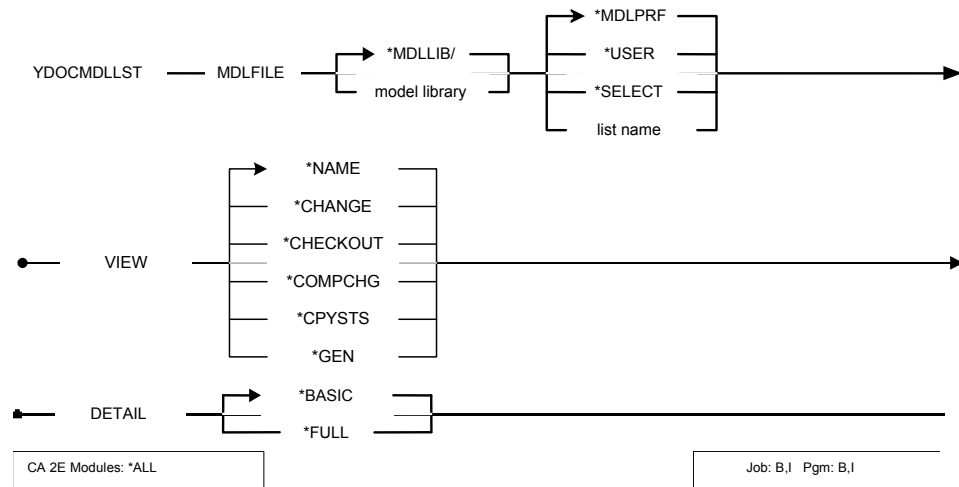 *MDLPRF
*MDLLIB/
*USER
YDOCMDLLST
MDLFILE
model library
*SELECT
list name
*NAME
*CHANGE
*CHECKOUT
VIEW
*COMPCHG
*CPYSTS
*GEN
*BASIC
DETAIL
*FULL
CA 2E Modules: *ALL
Job: B,I Pgm: B,I